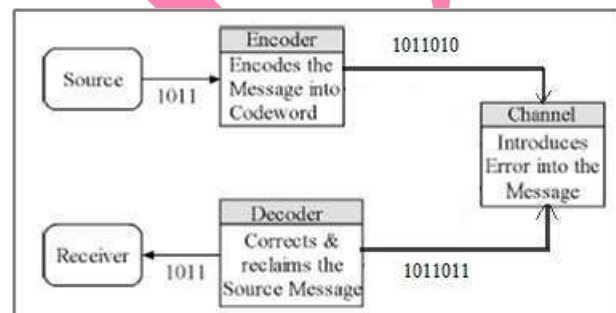 Encoder
1011010
Source
1011
Encodes the
Message into
Codeword
Channel
Introduces
Error into the
Message
Decoder
Receiver
1011
Corrects &
reclaims the
Source Message
1011011